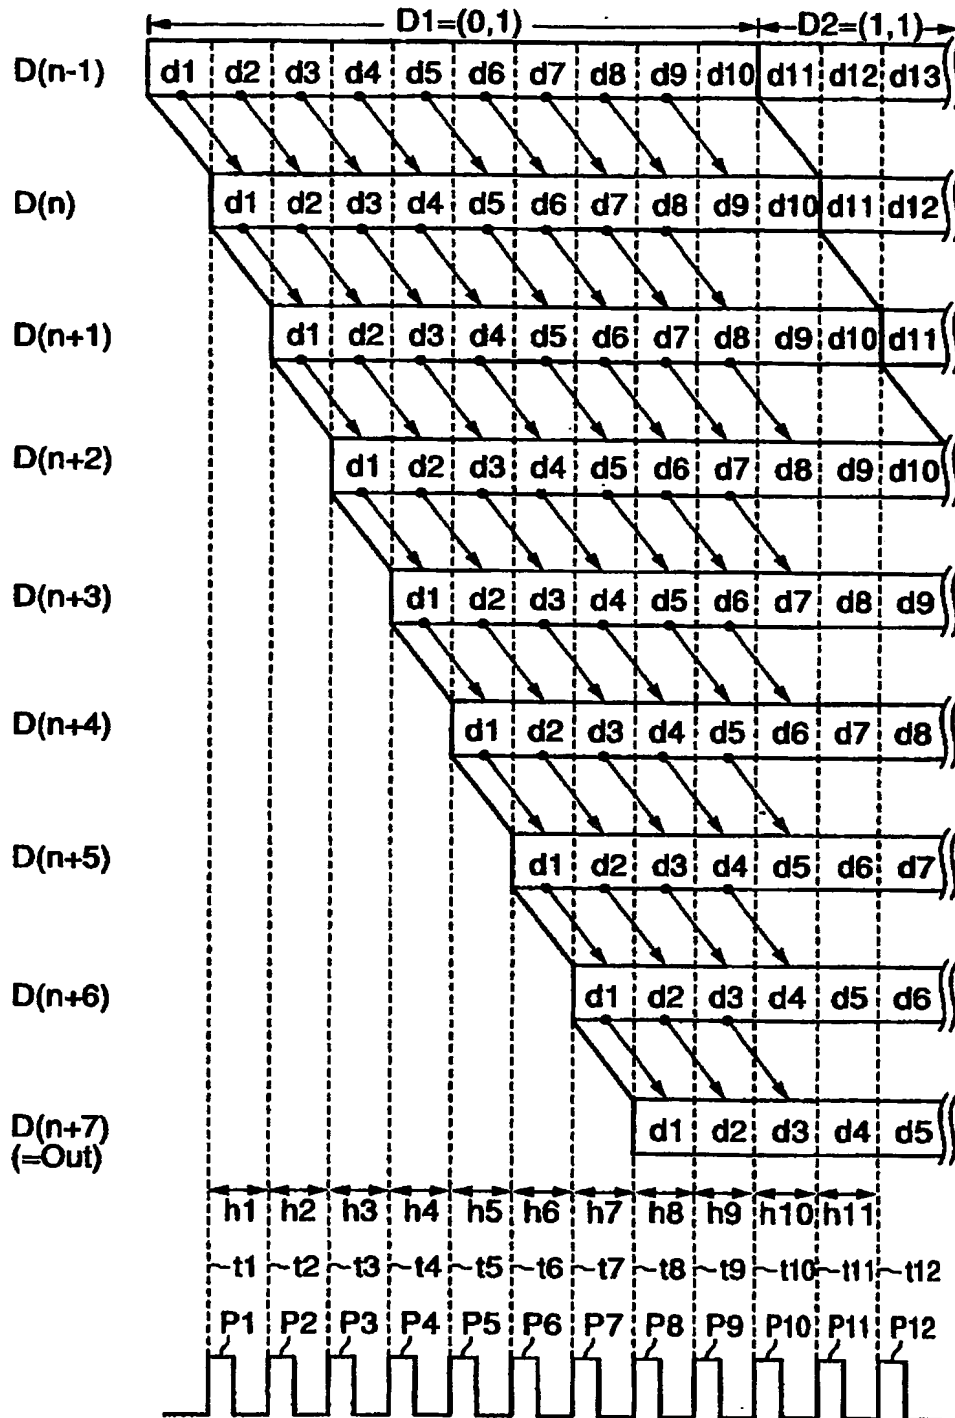 D1=(0,1) D2=(1,1)
D(n-1) d1 d2 d3 d4 d5 d6 d7 d8 d9 d10 d11 d12 d13
D(n) d1 d2 d3 d4 d5 d6 d7 d8 d9 d10 d11 d12
D(n+1) d1 d2 d3 d4 d5 d6 d7 d8 d9 d10 d11
D(n+2) d1 d2 d3 d4 d5 d6 d7 d8 d9 d10
D(n+3) d1 d2 d3 d4 d5 d6 d7 d8 d9
D(n+4) d1 d2 d3 d4 d5 d6 d7 d8
D(n+5) d1 d2 d3 d4 d5 d6 d7
D(n+6) d1 d2 d3 d4 d5 d6
D(n+7) d1 d2 d3 d4 d5
(=Out)
h1 h2 h3 h4 h5 h6 h7 h8 h9 h10 h11
~t1 ~t2 ~t3 ~t4 ~t5 ~t6 ~t7 ~t8 ~t9 ~t10 ~t11 ~t12
P1 P2 P3 P4 P5 P6 P7 P8 P9 P10 P11 P12